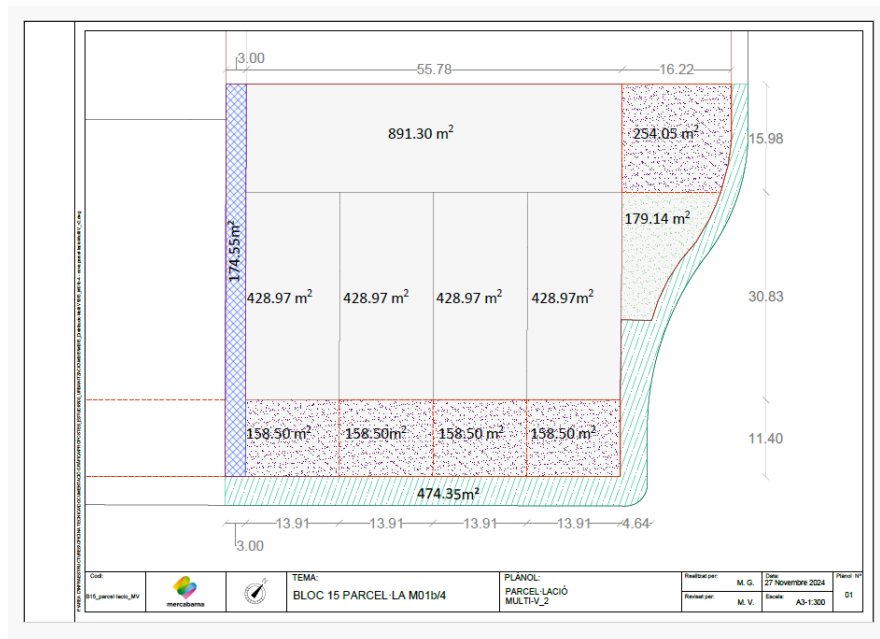 3.00
55.78
16.22
891.30 m²
254.05 m²
15.98
179.14 m²
174.55m²
428.97 m²
428.97 m²
428.97 m²
428.97m²
30.83
158.50 m²
158.50m²
158.50 m²
158.50 m²
11.40
474.35m²
13.91
13.91
13.91
13.91
4.64
3.00
Codi:
B15_parcel·lacio_MV
mercabarna
TEMA:
BLOC 15 PARCEL·LA M01b/4
PLÀNOL:
PARCEL·LACIÓ
MULTI-V_2
Realitzat per:
M. G.
Revisat per:
M. V.
Data:
27 Novembre 2024
Escala:
A3-1:300
Plànol Nº
01